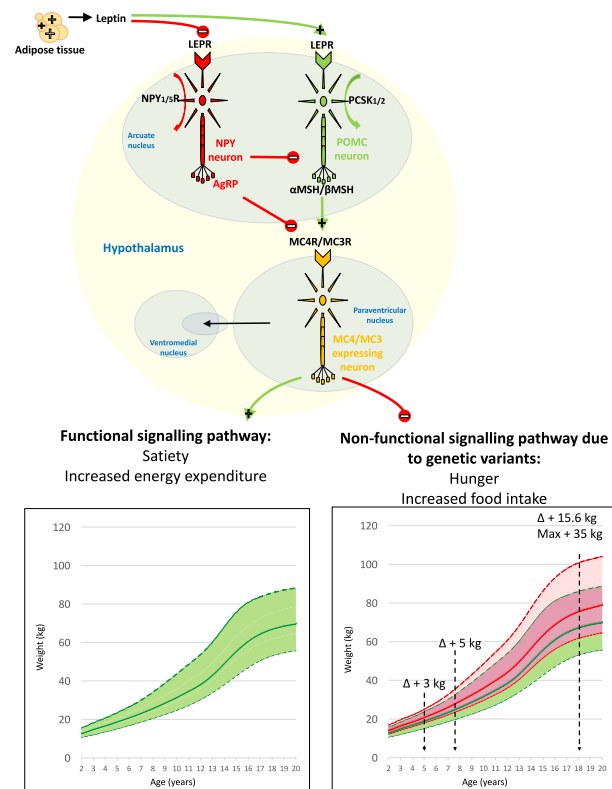 Leptin
Adipose tissue
LEPR
LEPR
NPY1/5R
PCSK1/2
Arcuate
nucleus
NPY
neuron
POMC
neuron
AgRP
αMSH/βMSH
Hypothalamus
MC4R/MC3R
Paraventricular
nucleus
Ventromedial
nucleus
MC4/MC3
expressing
neuron
Functional signalling pathway:
Satiety
Increased energy expenditure
Non-functional signalling pathway due
to genetic variants:
Hunger
Increased food intake
120
100
80
60
40
20
0
Weight (kg)
2 3 4 5 6 7 8 9 10 11 12 13 14 15 16 17 18 19 20
Age (years)
Δ + 15.6 kg
Max + 35 kg
Δ + 5 kg
Δ + 3 kg
120
100
80
60
40
20
0
Weight (kg)
2 3 4 5 6 7 8 9 10 11 12 13 14 15 16 17 18 19 20
Age (years)